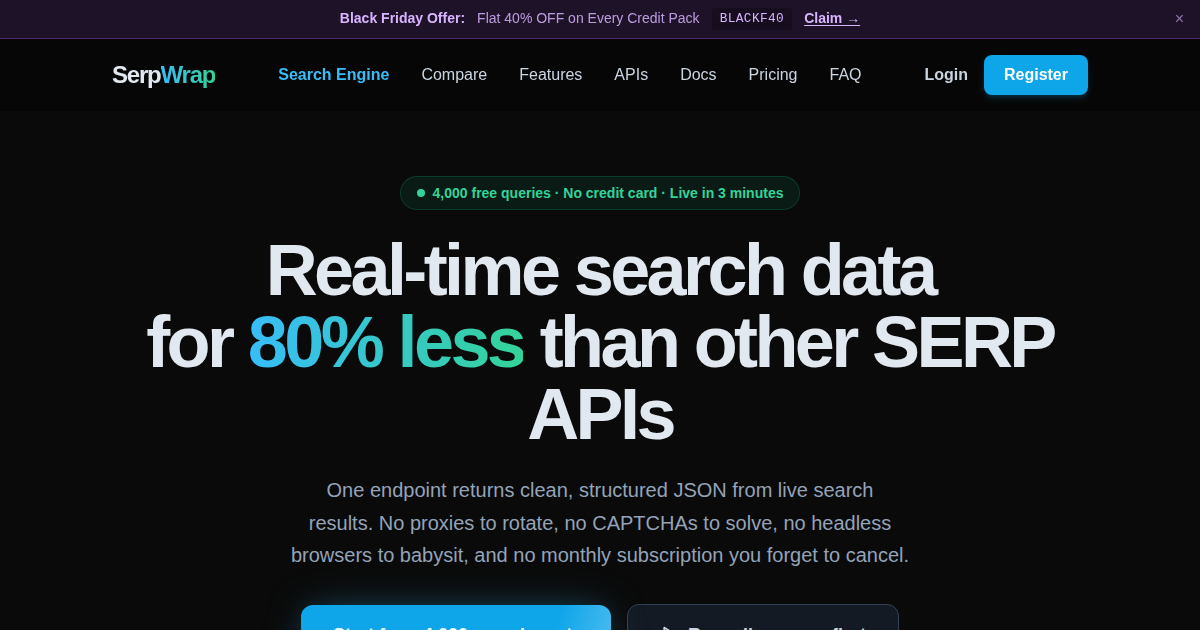 Black Friday Offer: Flat 40% OFF on Every Credit Pack BLACKF40 Claim → ×
SerpWrap Search Engine Compare Features APIs Docs Pricing FAQ Login Register
4,000 free queries · No credit card · Live in 3 minutes
Real-time search data
for 80% less than other SERP
APIs
One endpoint returns clean, structured JSON from live search
results. No proxies to rotate, no CAPTCHAs to solve, no headless
browsers to babysit, and no monthly subscription you forget to cancel.